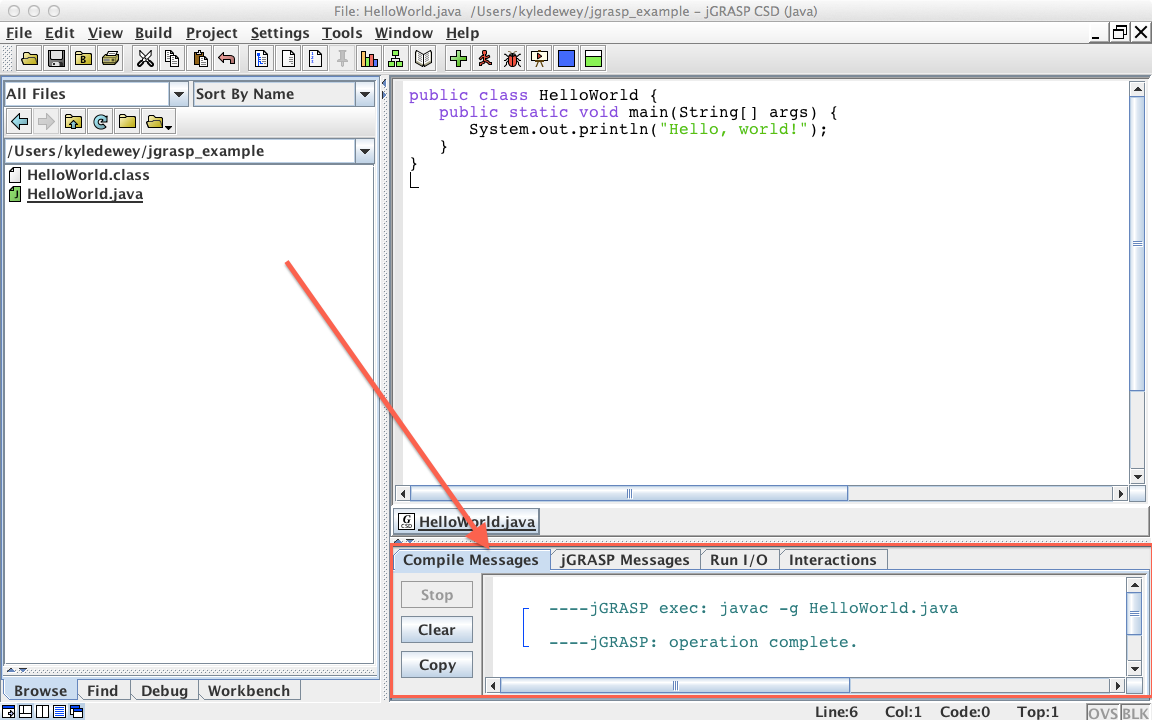 File: HelloWorld.java /Users/kyledewey/jgrasp_example – jGRASP CSD (Java)
File Edit View Build Project Settings Tools Window Help
All Files
Sort By Name
/Users/kyledewey/jgrasp_example
HelloWorld.class
HelloWorld.java
Browse Find Debug Workbench
public class HelloWorld {
public static void main(String[] args) {
System.out.println("Hello, world!");
}
}
G CSD HelloWorld.java
Compile Messages jGRASP Messages Run I/O Interactions
Stop
Clear
Copy
----jGRASP exec: javac -g HelloWorld.java
----jGRASP: operation complete.
Line:6 Col:1 Code:0 Top:1 OVS BLK